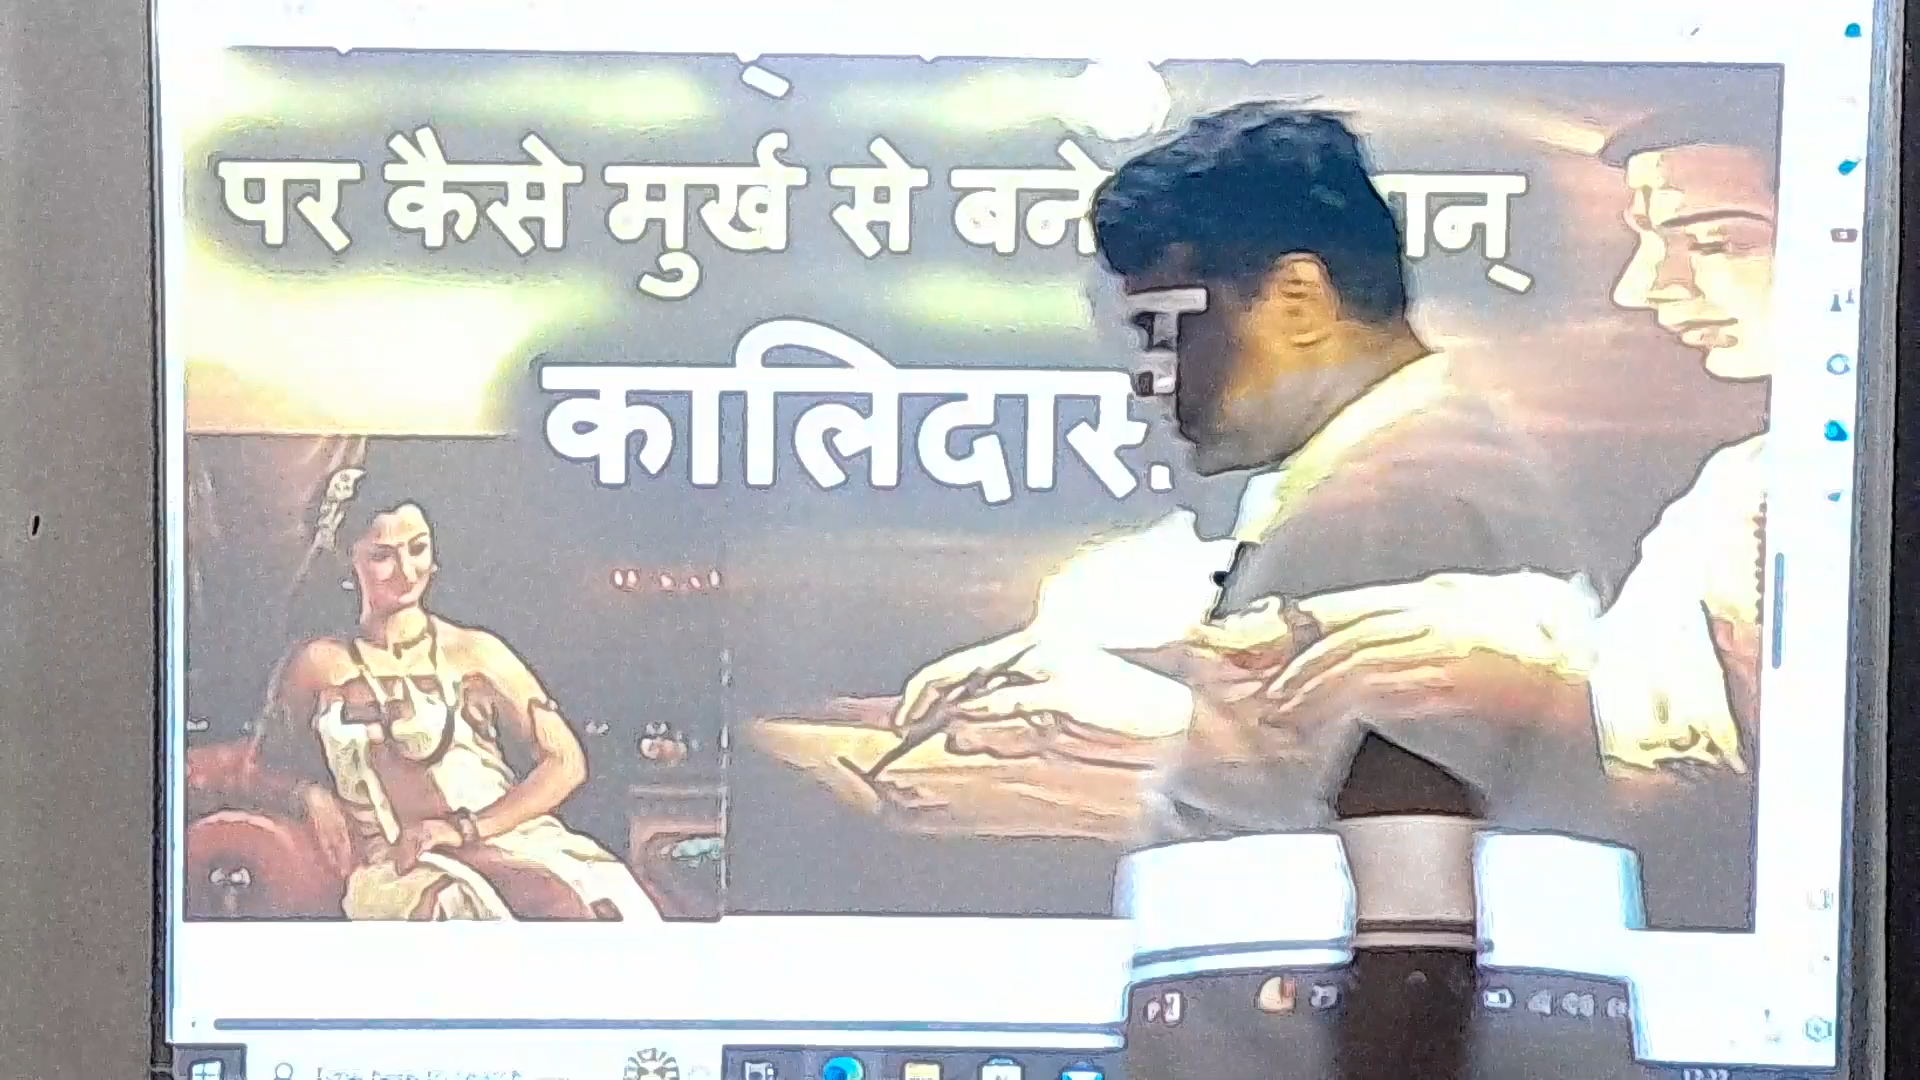 पर कैसे मुर्ख से बने
कालिदास